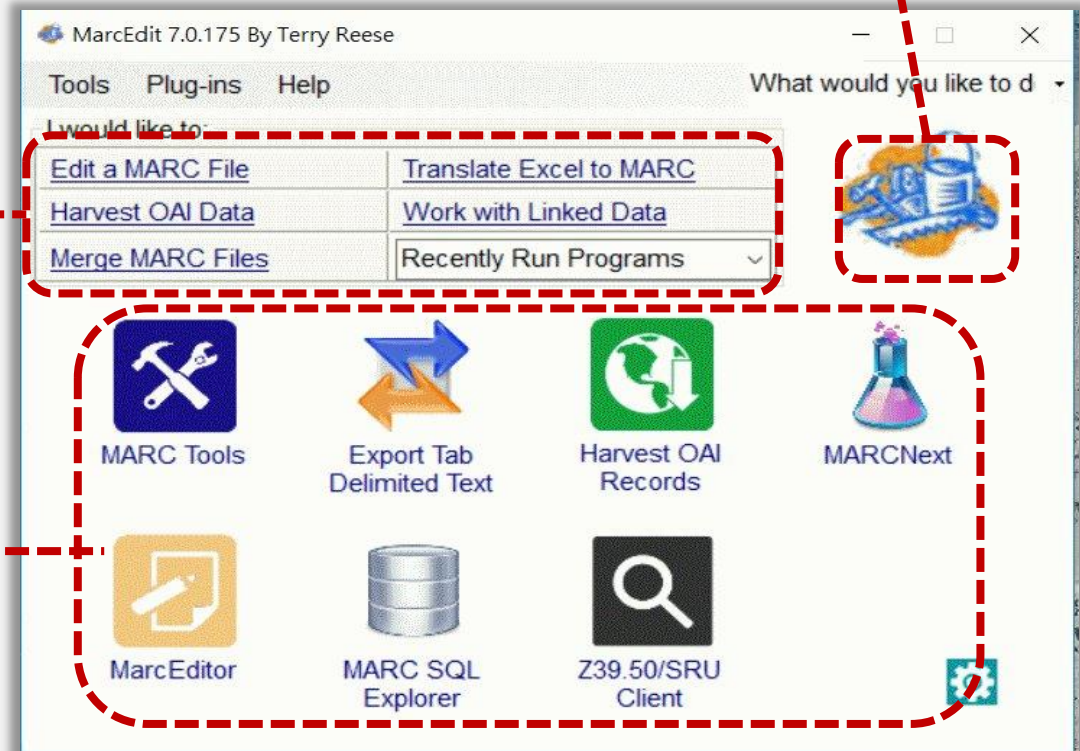 MarcEdit 7.0.175 By Terry Reese
Tools Plug-ins Help What would you like to d
I would like to:
Edit a MARC File Translate Excel to MARC
Harvest OAI Data Work with Linked Data
Merge MARC Files Recently Run Programs
MARC Tools
Export Tab
Delimited Text
Harvest OAI
Records
MARCNext
MarcEditor
MARC SQL
Explorer
Z39.50/SRU
Client